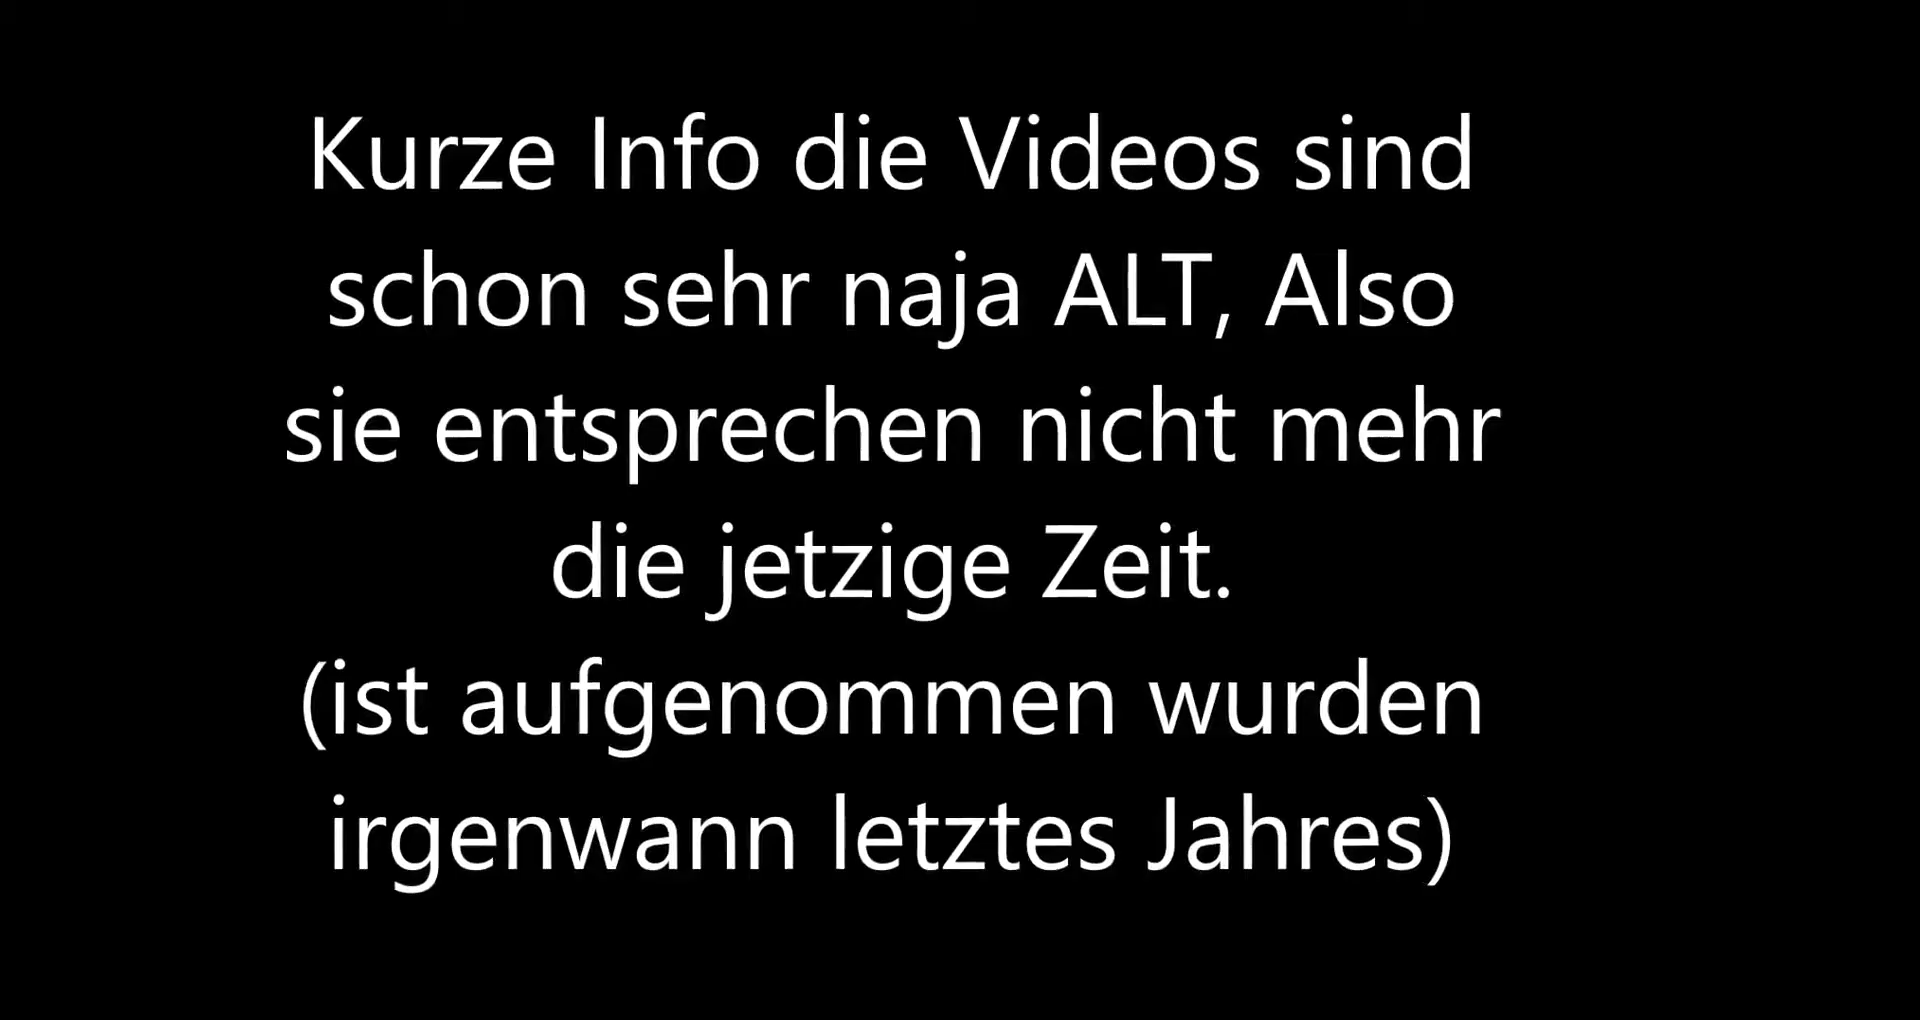 Kurze Info die Videos sind
schon sehr naja ALT, Also
sie entsprechen nicht mehr
die jetzige Zeit.
(ist aufgenommen wurden
irgenwann letztes Jahres)